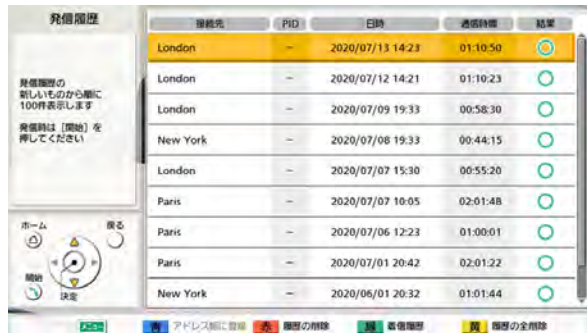 発信履歴
発信履歴の
新しいものから順に
100件表示します
発信時は［開始］を
押してください
接続先 PID 日時 通信時間 結果
London － 2020/07/13 14:23 01:10:50
London － 2020/07/12 14:21 01:10:23
London － 2020/07/09 19:33 00:58:30
New York － 2020/07/08 19:33 00:44:15
London － 2020/07/07 15:30 00:55:20
Paris － 2020/07/07 10:05 02:01:48
Paris － 2020/07/06 12:23 01:00:01
Paris － 2020/07/01 20:42 02:01:22
New York － 2020/06/01 20:32 01:01:44
ホーム 戻る
開始 決定
メニュー 青 アドレス帳に登録 赤 履歴の削除 緑 着信履歴 黄 履歴の全削除